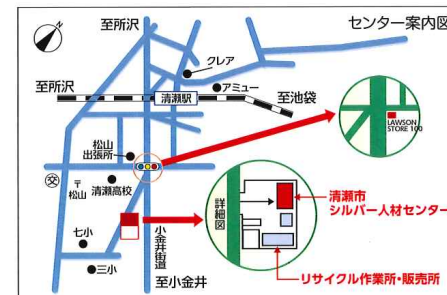 センター案内図
至所沢
クレア
アミュー
至所沢
清瀬駅
至池袋
LAWSON
STORE 100
松山
出張所
交
〒
松山
清瀬高校
小金井街道
詳細図
清瀬市
シルバー人材センター
七小
三小
至小金井
リサイクル作業所・販売所